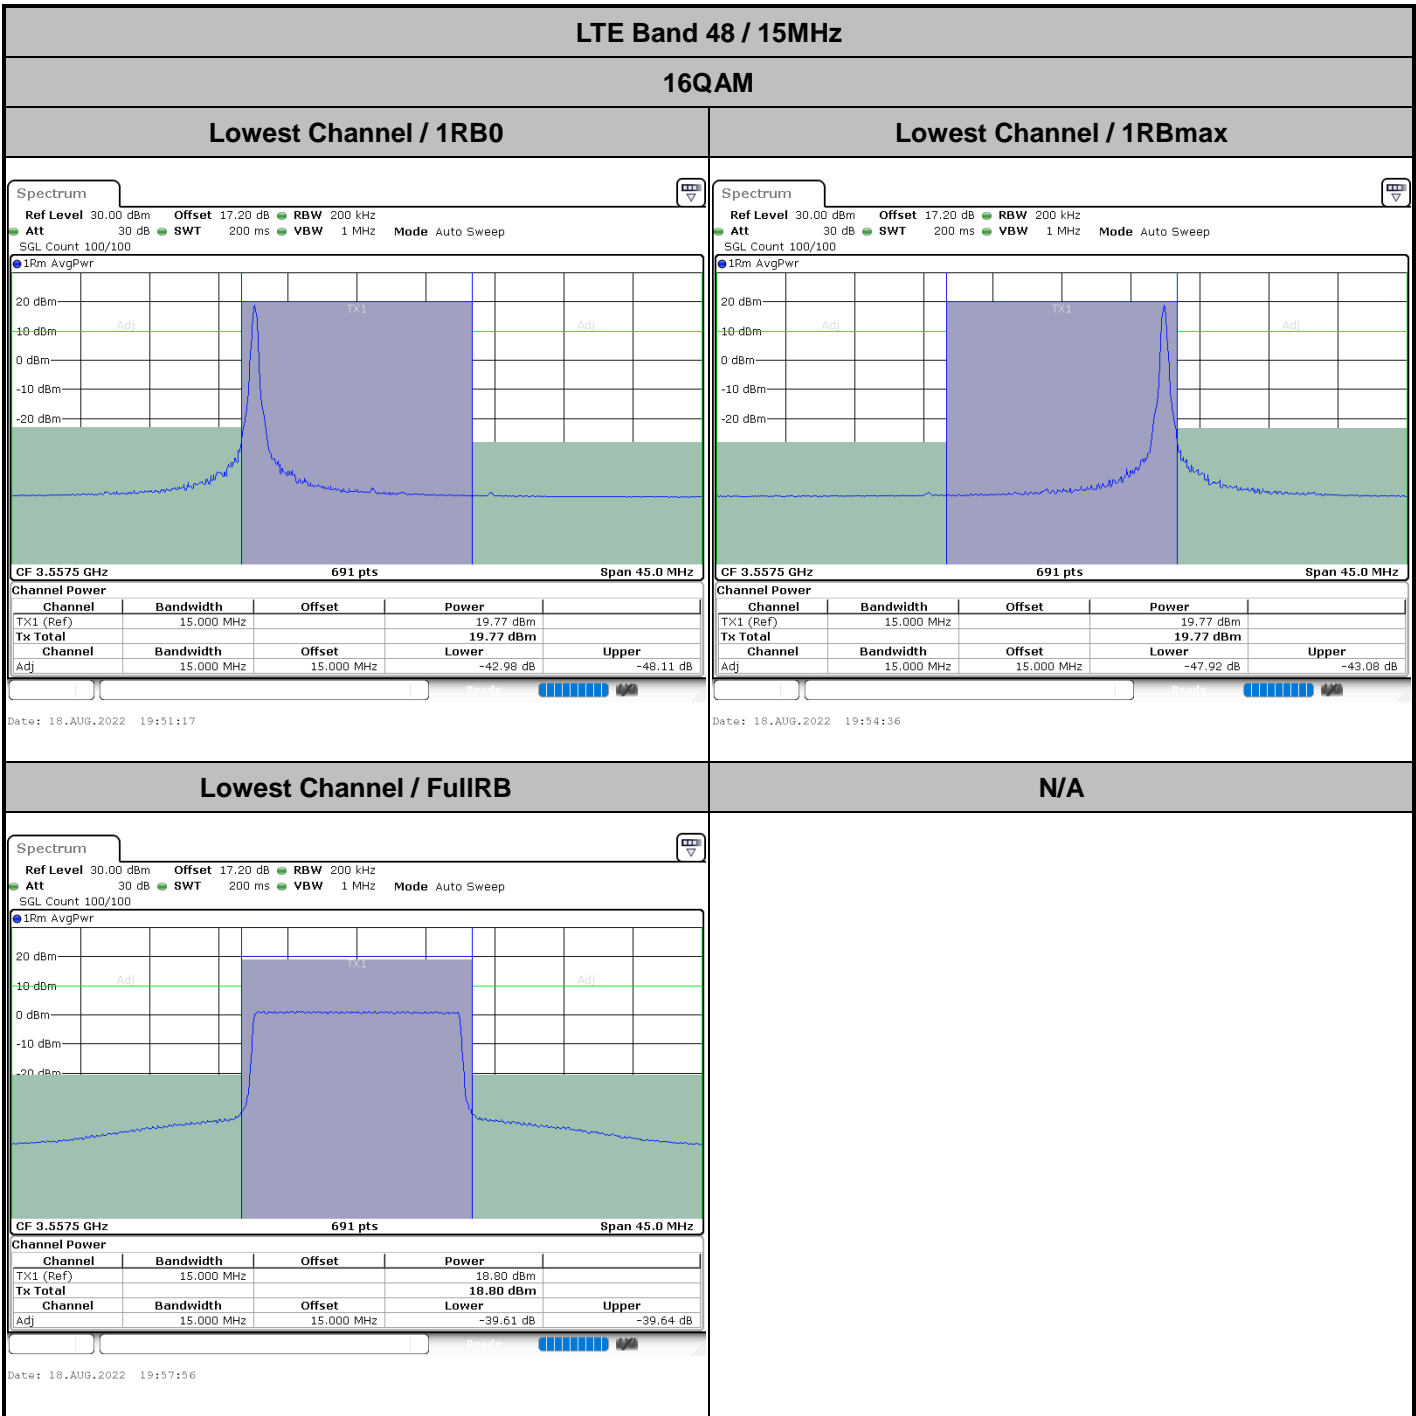 LTE Band 48 / 15MHz
16QAM
Lowest Channel / 1RB0
Lowest Channel / 1RBmax
Spectrum
Ref Level 30.00 dBm Offset 17.20 dB RBW 200 kHz
Att 30 dB SWT 200 ms VBW 1 MHz Mode Auto Sweep
SGL Count 100/100
1Rm AvgPwr
TX1
Adj
Adj
20 dBm
10 dBm
0 dBm
-10 dBm
-20 dBm
CF 3.5575 GHz 691 pts Span 45.0 MHz
Channel Power
Channel Bandwidth Offset Power
TX1 (Ref) 15.000 MHz 19.77 dBm
Tx Total 19.77 dBm
Channel Bandwidth Offset Lower Upper
Adj 15.000 MHz 15.000 MHz -42.98 dB -48.11 dB
Ready
Date: 18.AUG.2022 19:51:17
Spectrum
Ref Level 30.00 dBm Offset 17.20 dB RBW 200 kHz
Att 30 dB SWT 200 ms VBW 1 MHz Mode Auto Sweep
SGL Count 100/100
1Rm AvgPwr
TX1
Adj
Adj
20 dBm
10 dBm
0 dBm
-10 dBm
-20 dBm
CF 3.5575 GHz 691 pts Span 45.0 MHz
Channel Power
Channel Bandwidth Offset Power
TX1 (Ref) 15.000 MHz 19.77 dBm
Tx Total 19.77 dBm
Channel Bandwidth Offset Lower Upper
Adj 15.000 MHz 15.000 MHz -47.92 dB -43.08 dB
Ready
Date: 18.AUG.2022 19:54:36
Lowest Channel / FullRB
N/A
Spectrum
Ref Level 30.00 dBm Offset 17.20 dB RBW 200 kHz
Att 30 dB SWT 200 ms VBW 1 MHz Mode Auto Sweep
SGL Count 100/100
1Rm AvgPwr
TX1
Adj
Adj
20 dBm
10 dBm
0 dBm
-10 dBm
-20 dBm
CF 3.5575 GHz 691 pts Span 45.0 MHz
Channel Power
Channel Bandwidth Offset Power
TX1 (Ref) 15.000 MHz 18.80 dBm
Tx Total 18.80 dBm
Channel Bandwidth Offset Lower Upper
Adj 15.000 MHz 15.000 MHz -39.61 dB -39.64 dB
Ready
Date: 18.AUG.2022 19:57:56